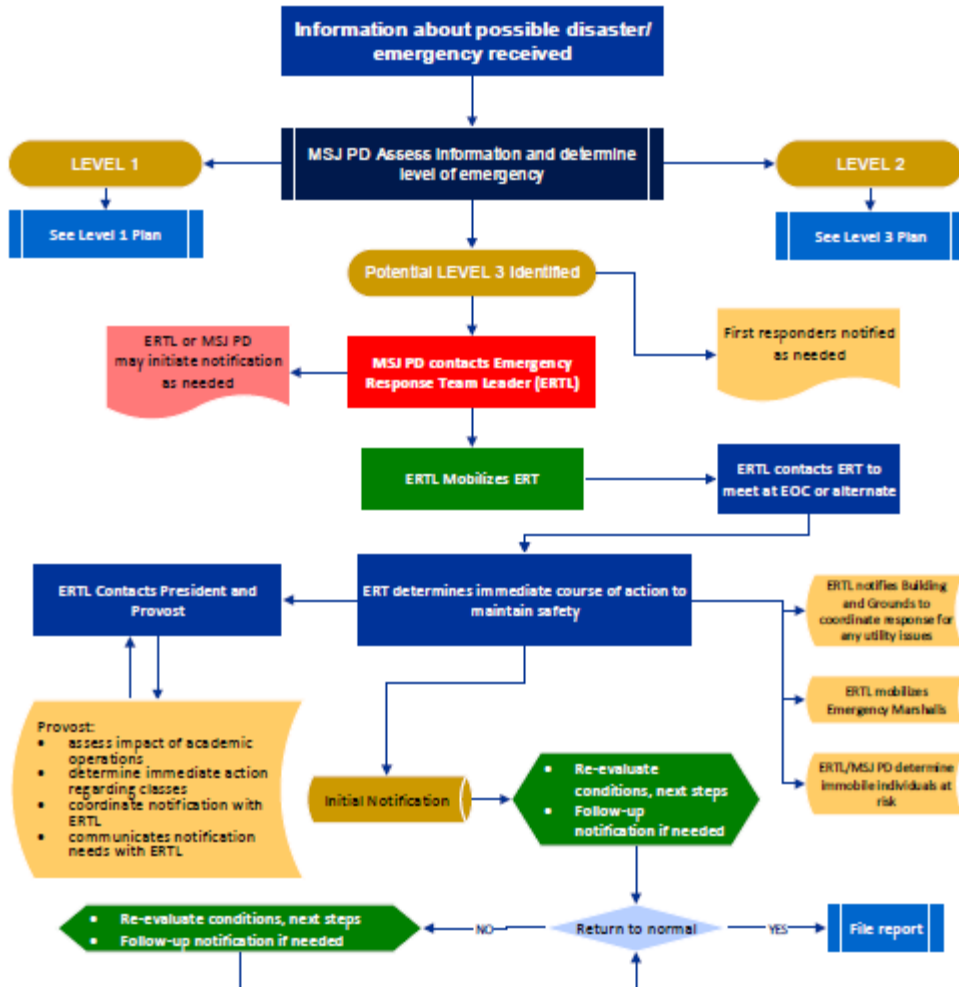 Information about possible disaster/
emergency received
LEVEL 1
MSJ PD Assess Information and determine
level of emergency
LEVEL 2
See Level 1 Plan
See Level 3 Plan
Potential LEVEL 3 Identified
ERTL or MSJ PD
may initiate notification
as needed
MSJ PD contacts Emergency
Response Team Leader (ERTL)
First responders notified
as needed
ERTL Mobilizes ERT
ERTL contacts ERT to
meet at EOC or alternate
ERTL Contacts President and
Provost
ERT determines immediate course of action to
maintain safety
ERTL notifies Building
and Grounds to
coordinate response for
any utility issues
ERTL mobilizes
Emergency Marshalls
ERTL/MSJ PD determine
immobile individuals at
risk
Provost:
• assess impact of academic
operations
• determine immediate action
regarding classes
• coordinate notification with
ERTL
• communicates notification
needs with ERTL
Initial Notification
• Re-evaluate
conditions, next steps
• Follow-up
notification if needed
• Re-evaluate conditions, next steps
• Follow-up notification if needed
NO
Return to normal
YES
File report